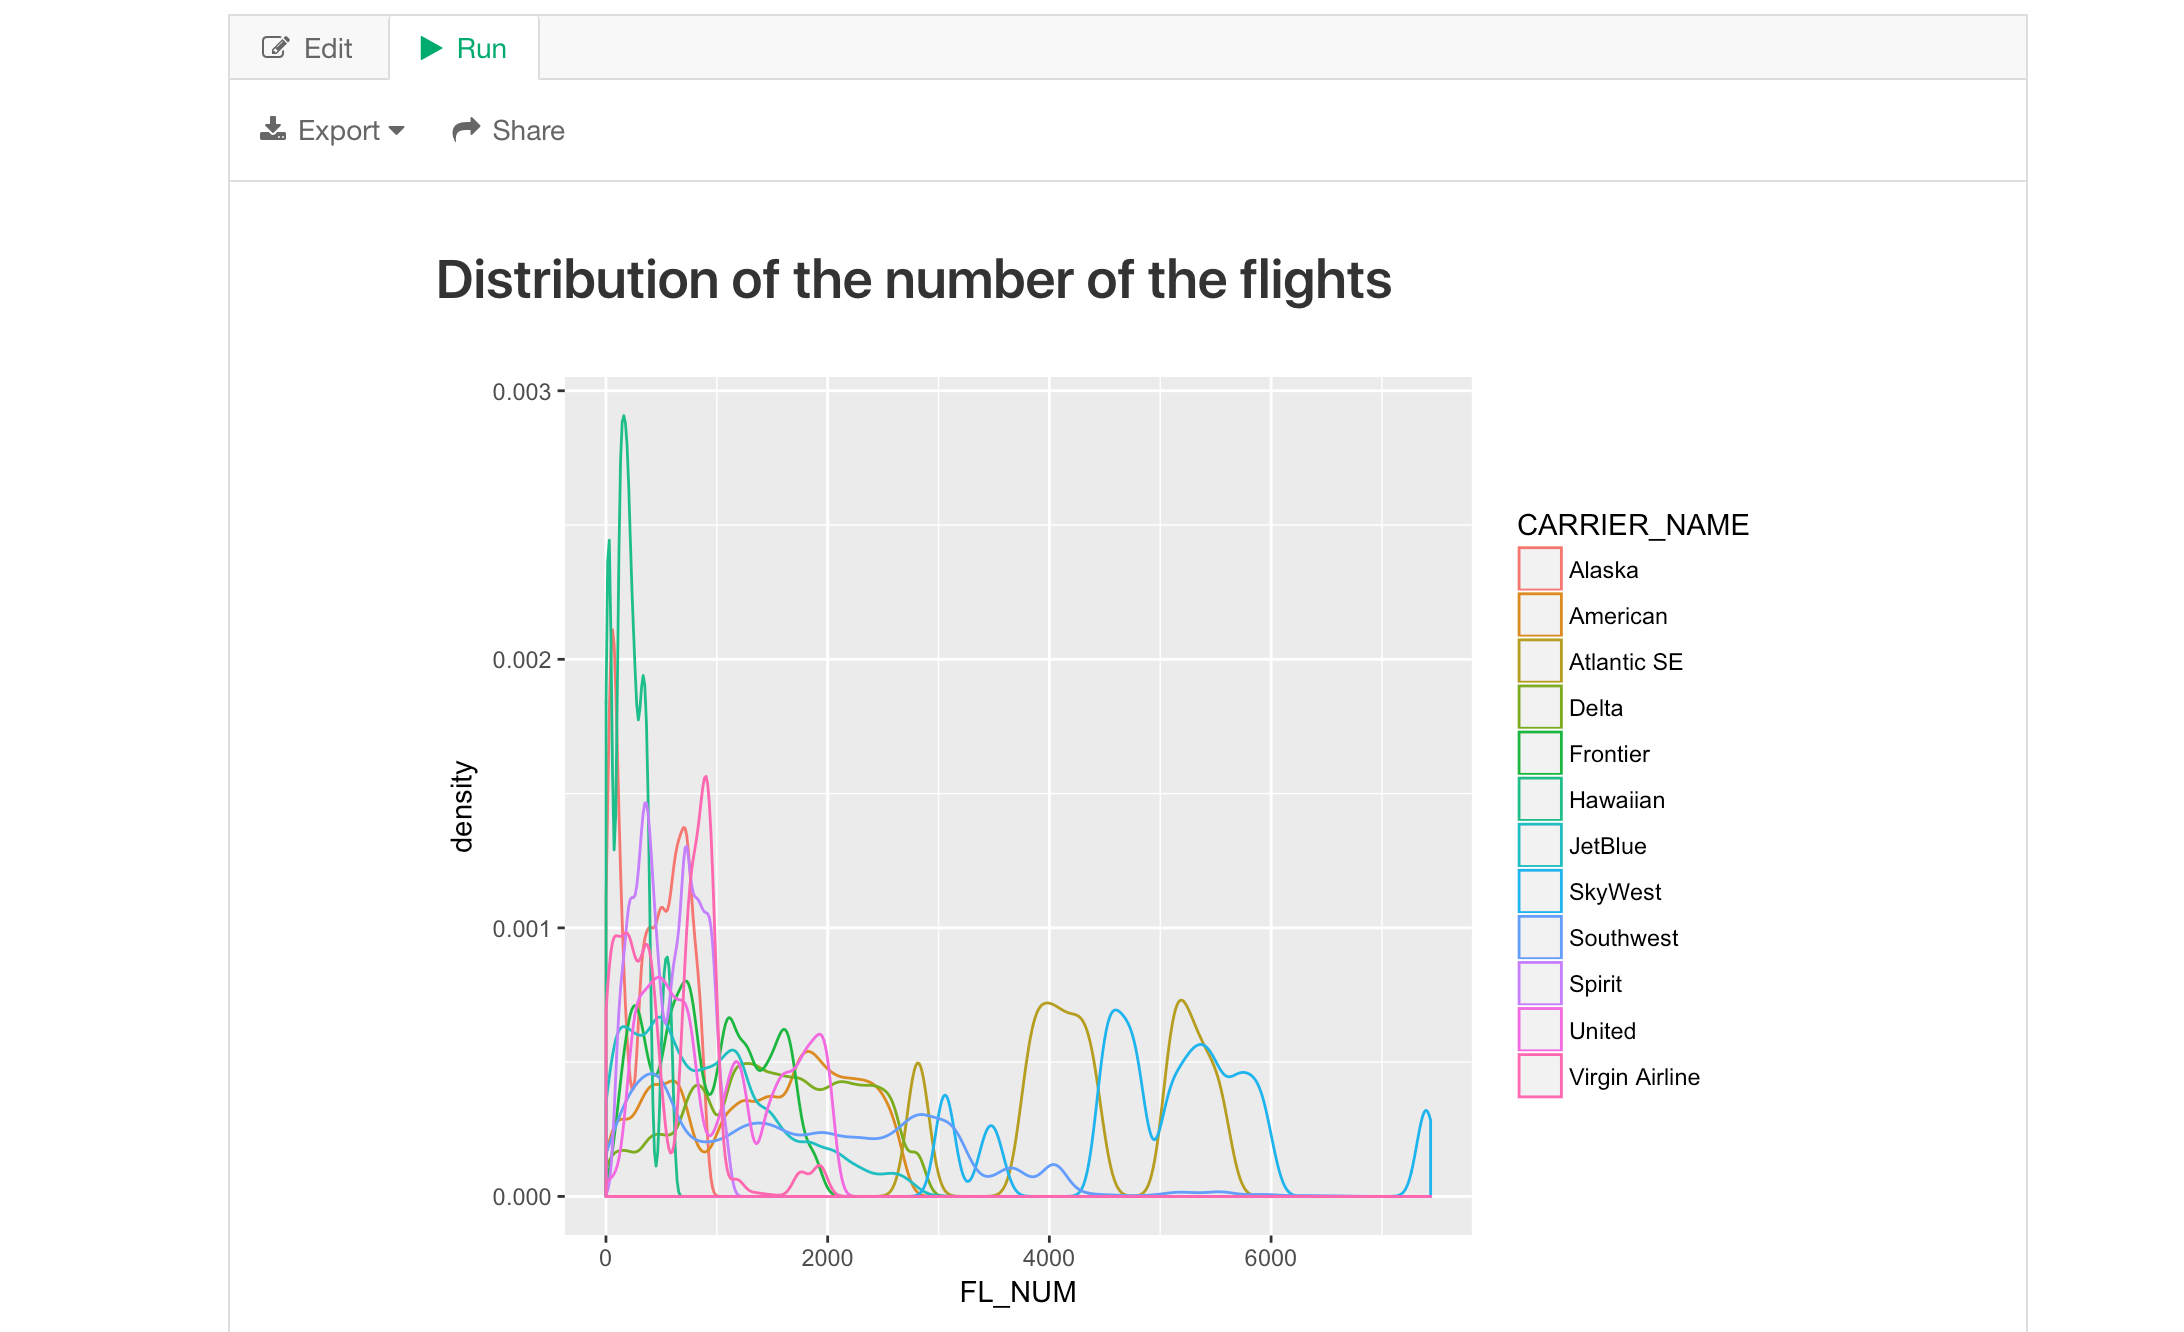 Edit
Run
Export
Share
Distribution of the number of the flights
0.003
0.002
0.001
0.000
density
0
2000
4000
6000
FL_NUM
CARRIER_NAME
Alaska
American
Atlantic SE
Delta
Frontier
Hawaiian
JetBlue
SkyWest
Southwest
Spirit
United
Virgin Airline